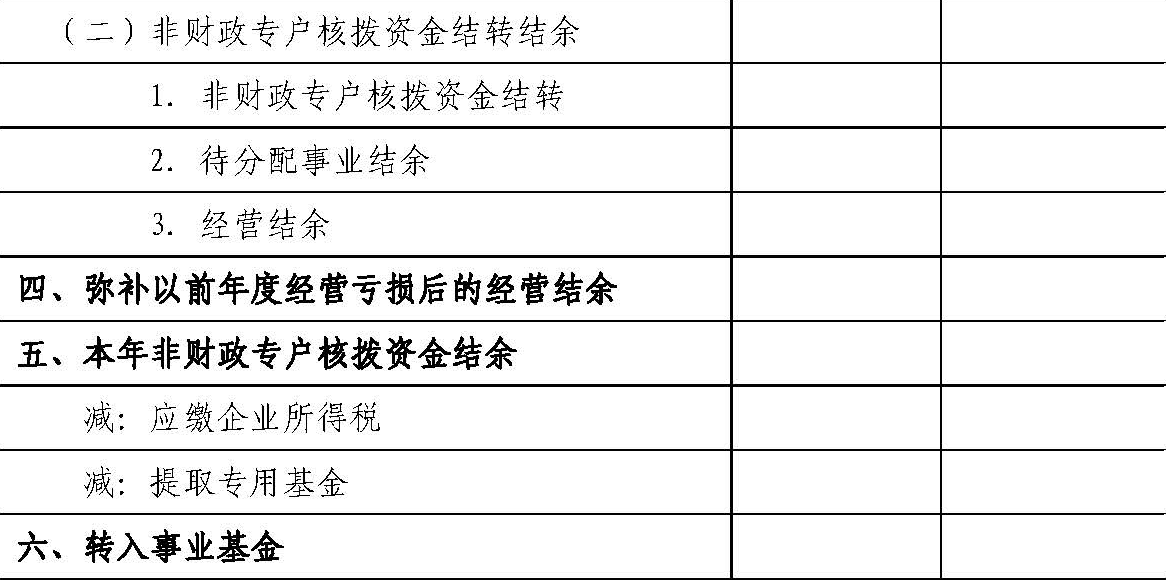 （二）非财政专户核拨资金结转结余
1. 非财政专户核拨资金结转
2. 待分配事业结余
3. 经营结余
四、弥补以前年度经营亏损后的经营结余
五、本年非财政专户核拨资金结余
减：应缴企业所得税
减：提取专用基金
六、转入事业基金